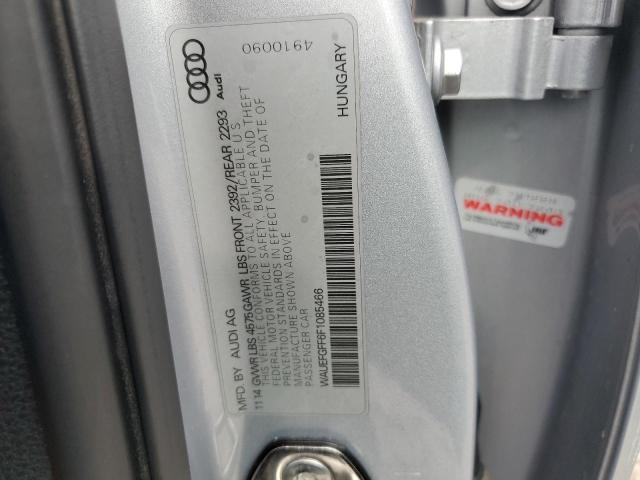 MFD. BY AUDI AG
11 14 GVWR LBS 4575 GAWR LBS FRONT 2392/REAR 2293
THIS VEHICLE CONFORMS TO ALL APPLICABLE U S
FEDERAL MOTOR VEHICLE SAFETY, BUMPER AND THEFT
PREVENTION STANDARDS IN EFFECT ON THE DATE OF
MANUFACTURE SHOWN ABOVE
PASSENGER CAR
WAUEFGFF6F1085466
HUNGARY
Audi
4910090
WARNING